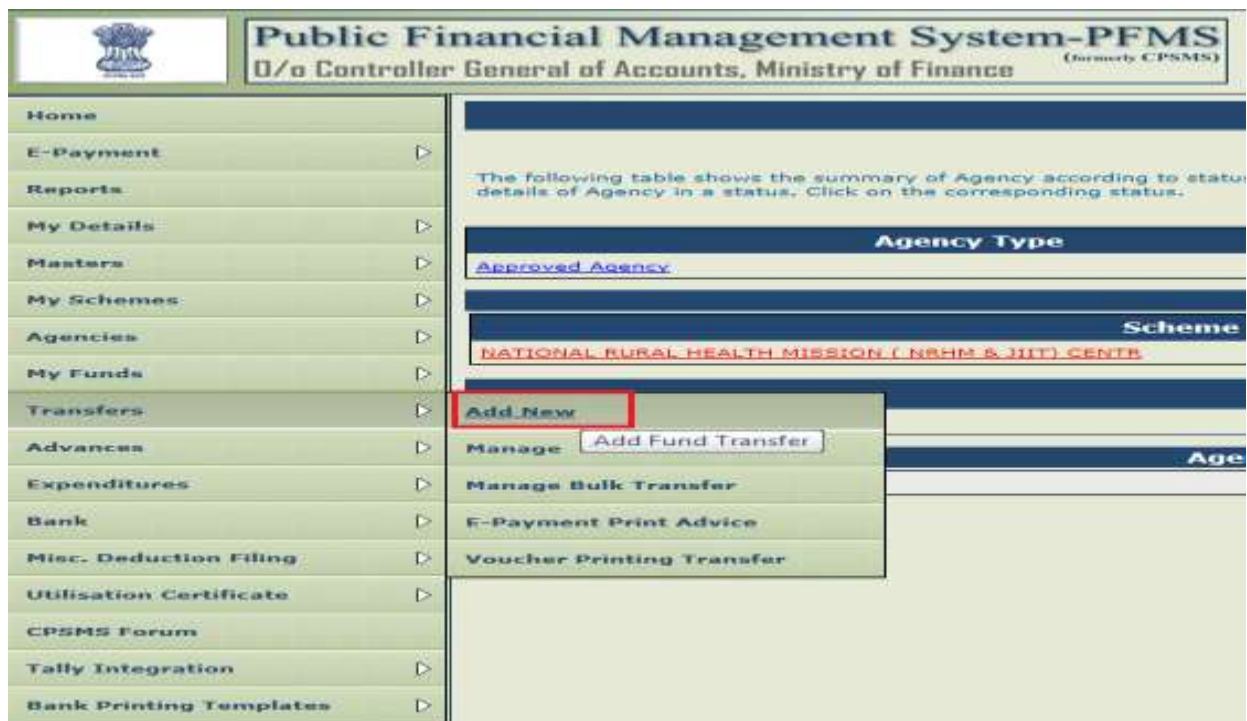 Public Financial Management System-PFMS
(formerly CPSMS)
O/o Controller General of Accounts, Ministry of Finance
Home
E-Payment
Reports
My Details
Masters
My Schemes
Agencies
My Funds
Transfers
Advances
Expenditures
Bank
Misc. Deduction Filing
Utilisation Certificate
CPSMS Forum
Tally Integration
Bank Printing Templates
The following table shows the summary of Agency according to status
details of Agency in a status. Click on the corresponding status.
Agency Type
Approved Agency
Scheme
NATIONAL RURAL HEALTH MISSION ( NRHM & JIIT) CENTR
Add New
Add Fund Transfer
Manage
Manage Bulk Transfer
E-Payment Print Advice
Voucher Printing Transfer
Age